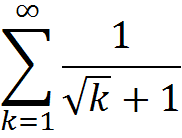 ∑_{k=1}^{∞} 1/(√k + 1)